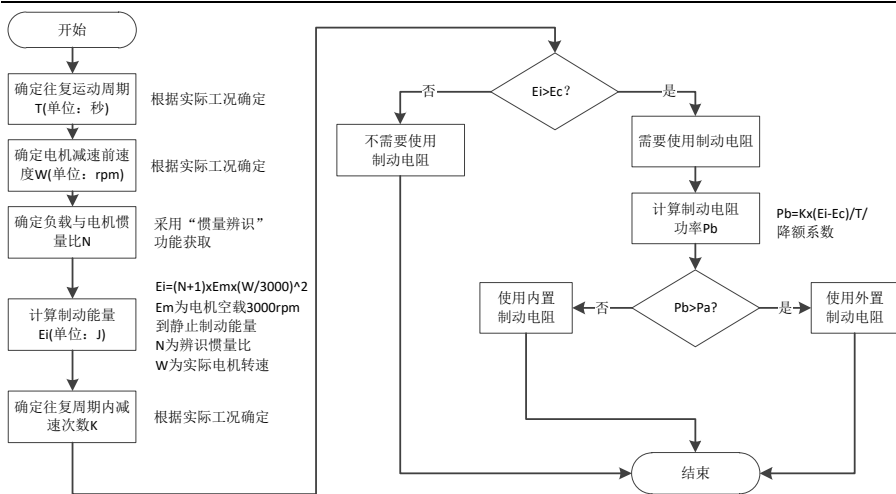 开始
确定往复运动周期
T(单位：秒)
根据实际工况确定
确定电机减速前速
度W(单位：rpm)
根据实际工况确定
确定负载与电机惯
量比N
采用“惯量辨识”
功能获取
计算制动能量
Ei(单位：J)
Ei=(N+1)xEmx(W/3000)^2
Em为电机空载3000rpm
到静止制动能量
N为辨识惯量比
W为实际电机转速
确定往复周期内减
速次数K
根据实际工况确定
Ei>Ec？
否
是
不需要使用
制动电阻
需要使用制动电阻
计算制动电阻
功率Pb
Pb=Kx(Ei-Ec)/T/
降额系数
Pb>Pa?
否
是
使用内置
制动电阻
使用外置
制动电阻
结束